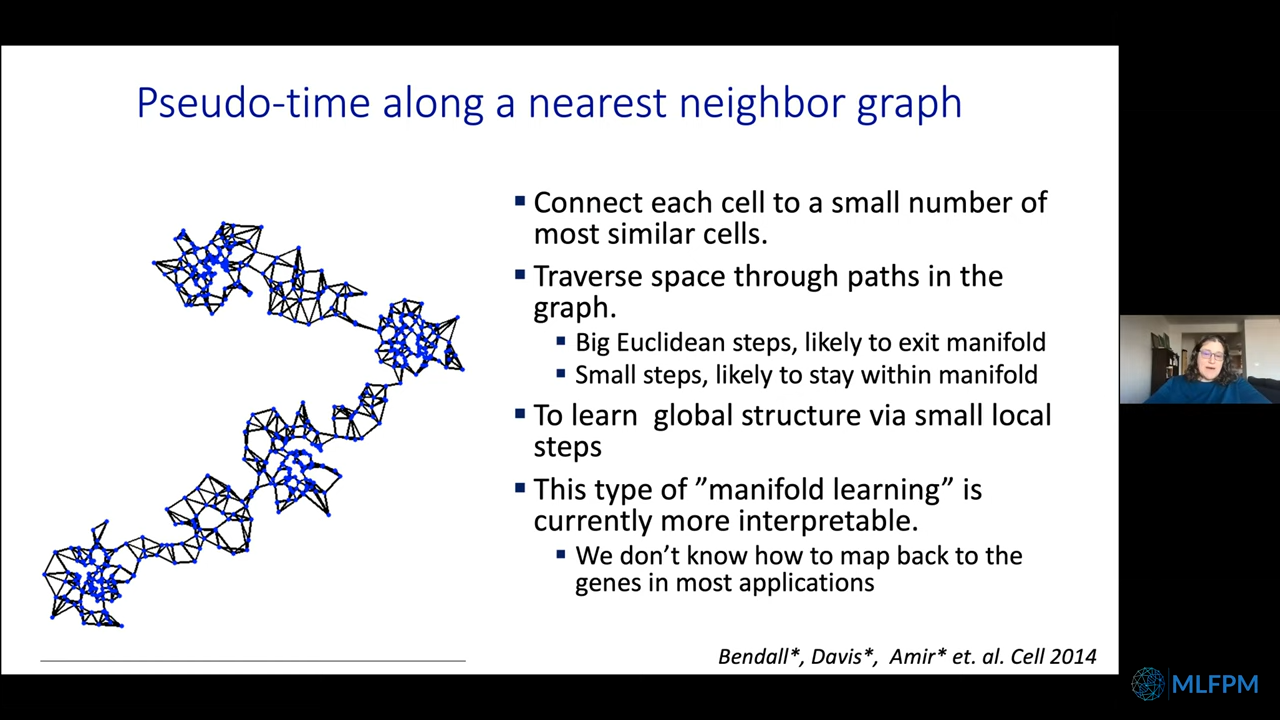 Pseudo-time along a nearest neighbor graph
▪ Connect each cell to a small number of
most similar cells.
▪ Traverse space through paths in the
graph.
▪ Big Euclidean steps, likely to exit manifold
▪ Small steps, likely to stay within manifold
▪ To learn  global structure via small local
steps
▪ This type of ”manifold learning” is
currently more interpretable.
▪ We don’t know how to map back to the
genes in most applications
Bendall*, Davis*,  Amir* et. al. Cell 2014
MLFPM